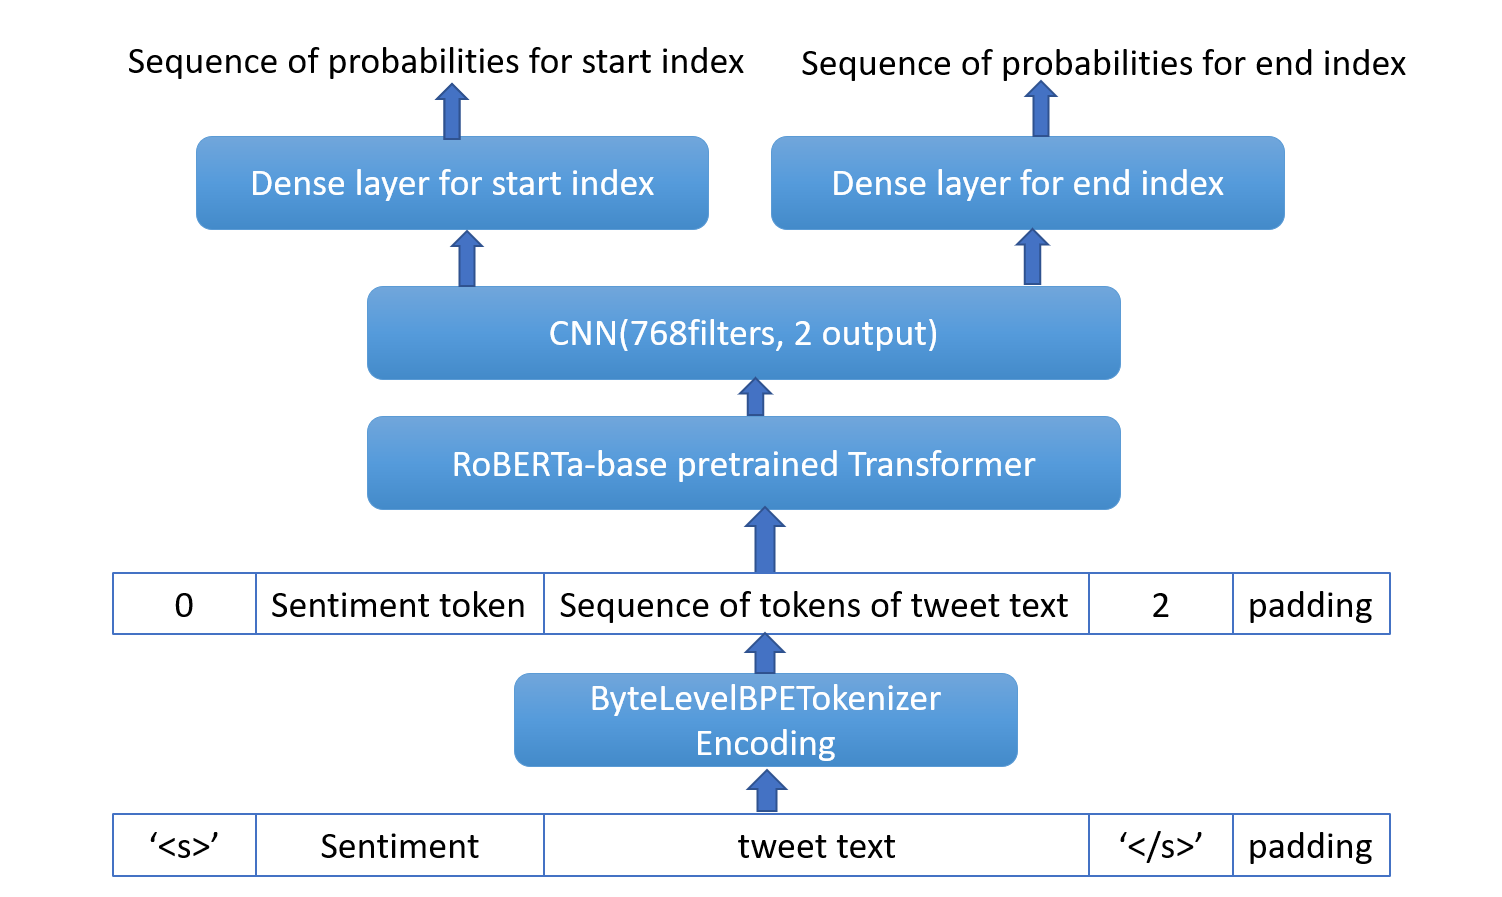 Sequence of probabilities for start index
Sequence of probabilities for end index
Dense layer for start index
Dense layer for end index
CNN(768filters, 2 output)
RoBERTa-base pretrained Transformer
0
Sentiment token
Sequence of tokens of tweet text
2
padding
ByteLevelBPETokenizer
Encoding
‘<s>’
Sentiment
tweet text
‘</s>’
padding